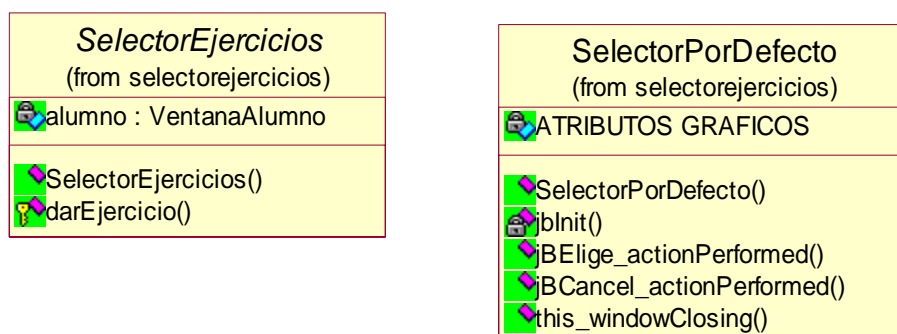 SelectorEjercicios
(from selectorejercicios)
alumno : VentanaAlumno
SelectorEjercicios()
darEjercicio()
SelectorPorDefecto
(from selectorejercicios)
ATRIBUTOS GRAFICOS
SelectorPorDefecto()
jbInit()
jBElige_actionPerformed()
jBCancel_actionPerformed()
this_windowClosing()